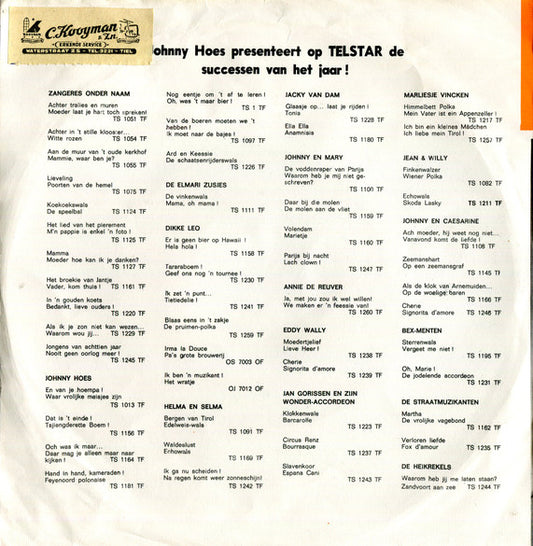 C. Kooyman
& Zn.
ERKENDE SERVICE
WATERSTRAAT 25 - TEL. 3231 - TIEL
ohnny Hoes presenteert op TELSTAR de
successen van het jaar!
ZANGERES ONDER NAAM
Achter tralies en muren
Moeder laat je hart toch spreken!
TS 1051 TF
Achter in 't stille klooster...
Witte rozen TS 1054 TF
Aan de muur van 't oude kerkhof
Mammie, waar ben je?
TS 1055 TF
Lieveling
Poorten van de hemel
TS 1075 TF
Koekoekswals
De speelbal TS 1124 TF
Het lied van het pierement
M'n pappie is enkel 'n foto!
TS 1125 TF
Mamma
Moeder hoe kan ik je danken?
TS 1127 TF
Het broekie van Jantje
Vader, kom thuis! TS 1161 TF
In 'n gouden koets
Bedankt, lieve ouders!
TS 1220 TF
Als ik je zon niet kan wezen...
Waarom wou jij... TS 1229 TF
Jongens van achttien jaar
Nooit geen oorlog meer!
TS 1245 TF
JOHNNY HOES
En van je hoempa!
Waar vrolijke meisjes zijn
TS 1013 TF
Dat is 't einde!
Tajiengderette Boem...!
TS 1156 TF
Och was ik maar...
Daar mag je alleen maar naar
kijken! TS 1164 TF
Hand in hand, kameraden!
Feyenoord polonaise
TS 1181 TF
Nog eentje om 't af te leren!
Oh, was 't maar bier!
TS 1 TF
Van de boeren moeten we 't
hebben!
Ik moet naar de bajes!
TS 1097 TF
Ard en Keessie
De schaatsenrijderswals
TS 1226 TF
DE ELMARI ZUSIES
De vinkenwals
Mama, oh mama!
TS 1111 TF
DIKKE LEO
Er is geen bier op Hawaii!
Hela hola!
TS 1158 TF
Tararaboem!
Geef ons nog 'n tournee!
TS 1230 TF
Ik zet 'n punt...
Tietiedelie!
TS 1241 TF
Blaas eens in 't zakje
De pruimen-polka
TS 1259 TF
Irma la Douce
Pa's grote brouwerij
OS 7003 OF
Ik ben 'n muzikant!
Het wratje
OI 7012 OF
HELMA EN SELMA
Bergen van Tirol
Edelweis-wals
TS 1091 TF
Waldeslust
Echowals
TS 1169 TF
Ik ga nu scheiden!
Na regen komt weer zonneschijn!
TS 1242 TF
JACKY VAN DAM
Glaasje op... laat je rijden!
Tonia
TS 1228 TF
Ella Ella
Anamnisis
TS 1180 TF
JOHNNY EN MARY
De voddenraper van Parijs
Waarom heb je mij niet ge-
schreven?
TS 1100 TF
Daar bij die molen
De molen aan de vliet
TS 1159 TF
Volendam
Marietje
TS 1160 TF
Parijs bij nacht
Lach clown!
TS 1247 TF
ANNIE DE REUVER
Ja, met jou zou ik wel willen!
We maken er 'n feessie van!
TS 1260 TF
EDDY WALLY
Moedertjelief
Lieve Heer!
TS 1238 TF
Cherie
Signorita d'amore
TS 1239 TF
JAN GORISSEN EN ZIJN
WONDER-ACCORDEON
Klokkenwals
Barcarolle
TS 1223 TF
Circus Renz
Bourrasque
TS 1237 TF
Slavenkoor
Espana Cani
TS 1243 TF
MARLIESJE VINCKEN
Himmelbett Polka
Mein Vater ist ein Appenzeller!
TS 1217 TF
Ich bin ein kleines Mädchen
Ich liebe mein Tirol!
TS 1257 TF
JEAN & WILLY
Finkenwalzer
Wiener Polka
TS 1082 TF
Echowals
Skoda Lasky TS 1211 TF
JOHNNY EN CAESARINE
Ach moeder, hij weet nog niet...
Vanavond komt de liefde!
TS 1108 TF
Zeemanshart
Op een zeemansgraf
TS 1145 TF
Als de klok van Arnemuiden...
Op de woelige baren
TS 1166 TF
Cherie
Signorita d'amore TS 1248 TF
BEX-MENTEN
Sterrenwals
Vergeet me niet!
TS 1195 TF
Oh, Marie!
De jodelende accordeon
TS 1231 TF
DE STRAATMUZIKANTEN
Martha
De vrolijke vagebond
TS 1162 TF
Verloren liefde
Fox d'amour TS 1235 TF
DE HEIKREKELS
Waarom heb jij me laten staan?
Zandvoort aan zee TS 1244 TF